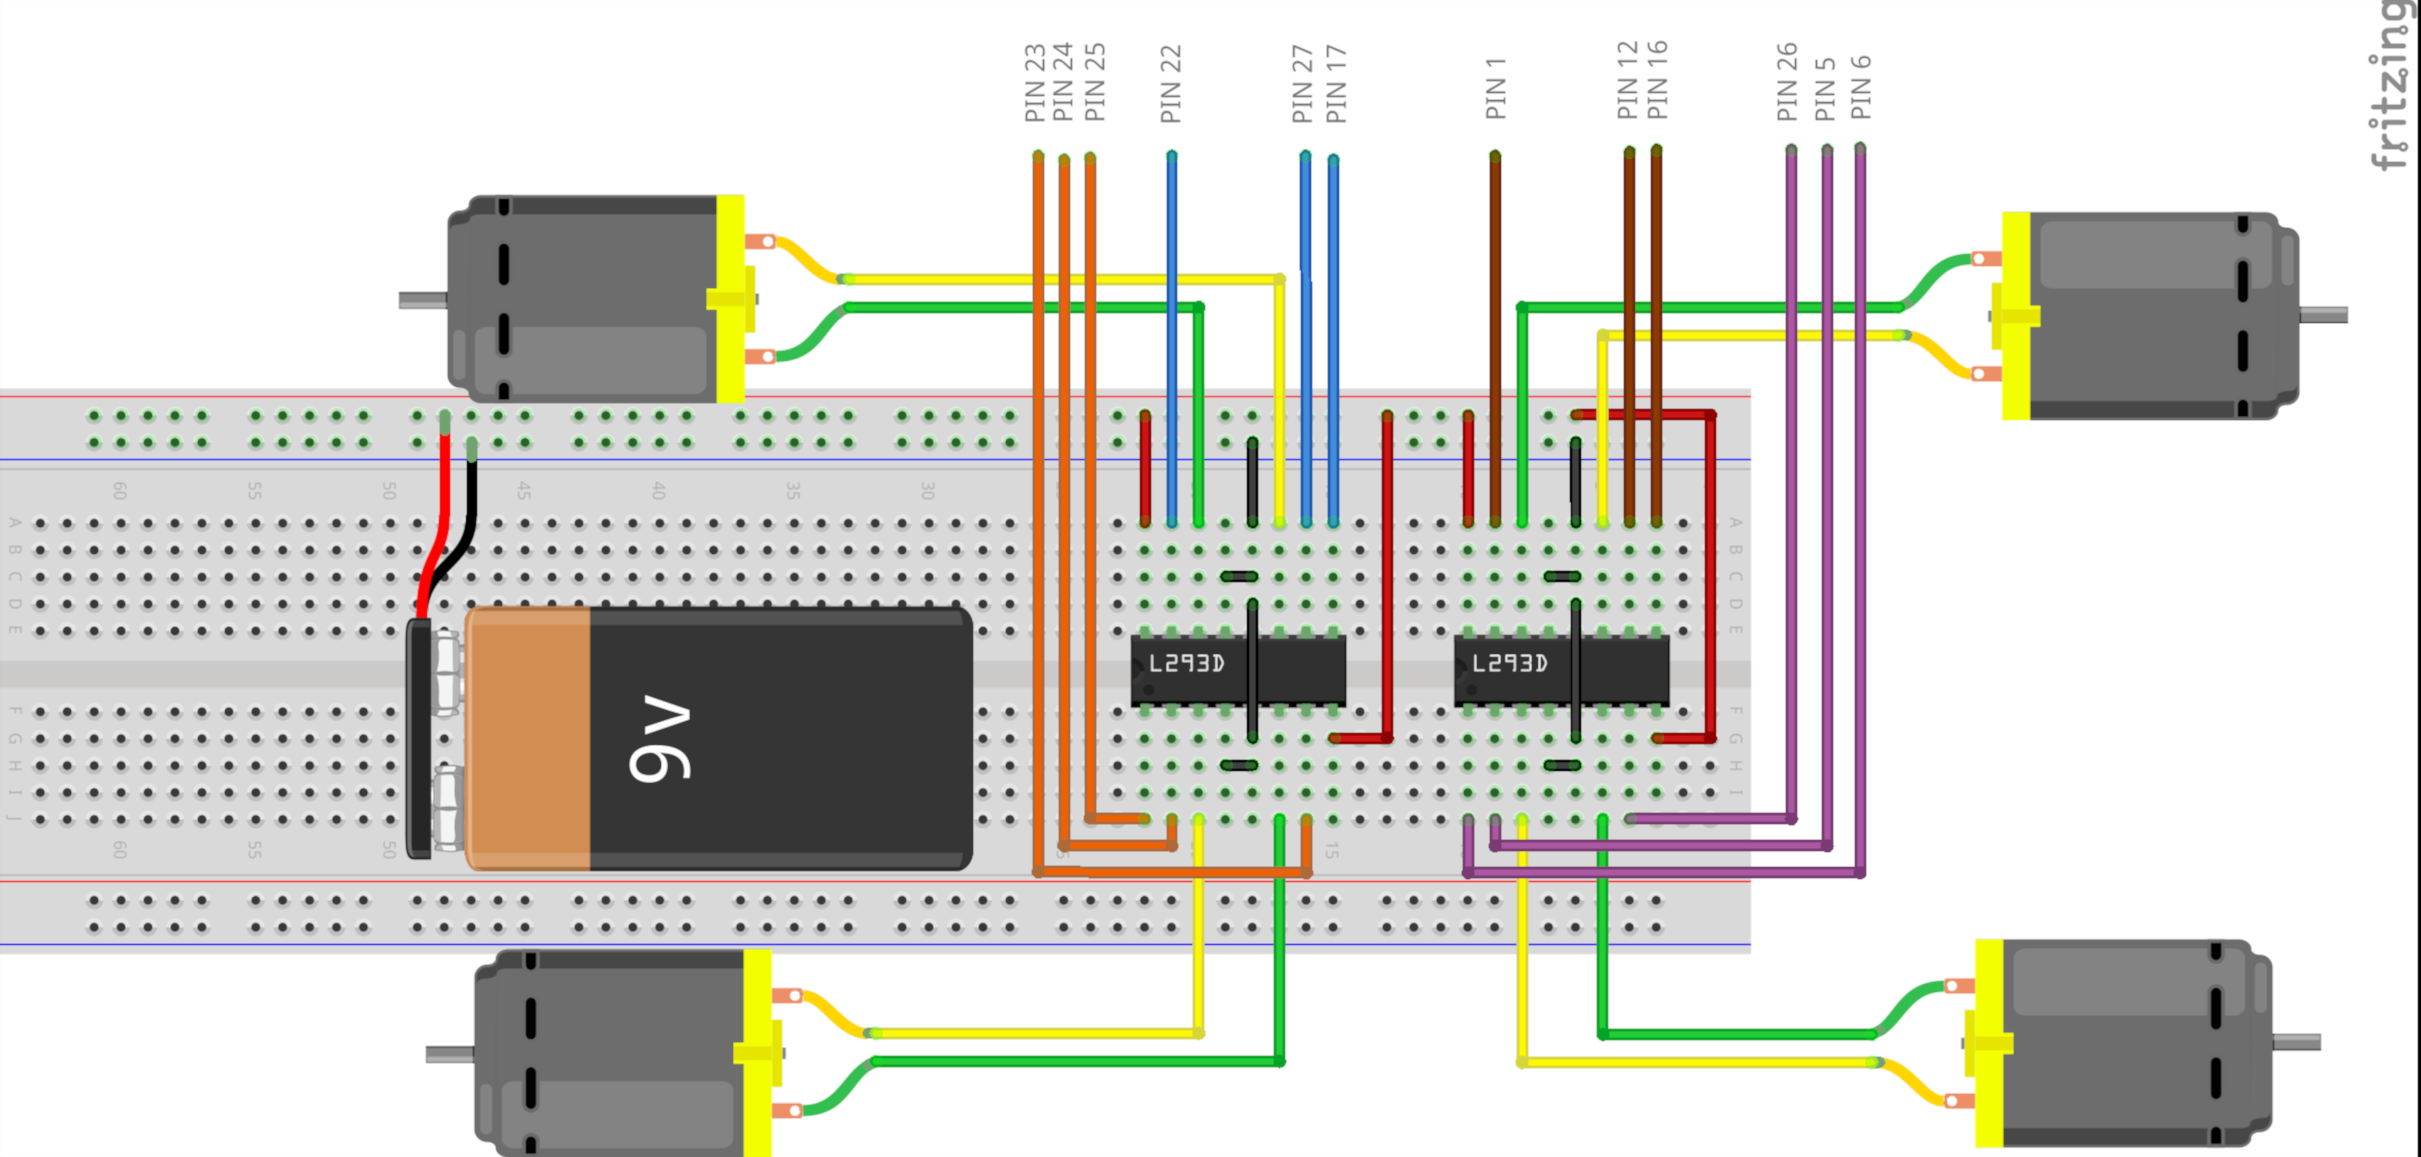 fritzing
PIN 23
PIN 24
PIN 25
PIN 22
PIN 27
PIN 17
PIN 1
PIN 12
PIN 16
PIN 26
PIN 5
PIN 6
60
55
50
45
40
35
30
A
B
C
D
E
A
B
C
D
E
L293D
L293D
9v
F
G
H
I
J
F
G
H
I
60
55
50
15